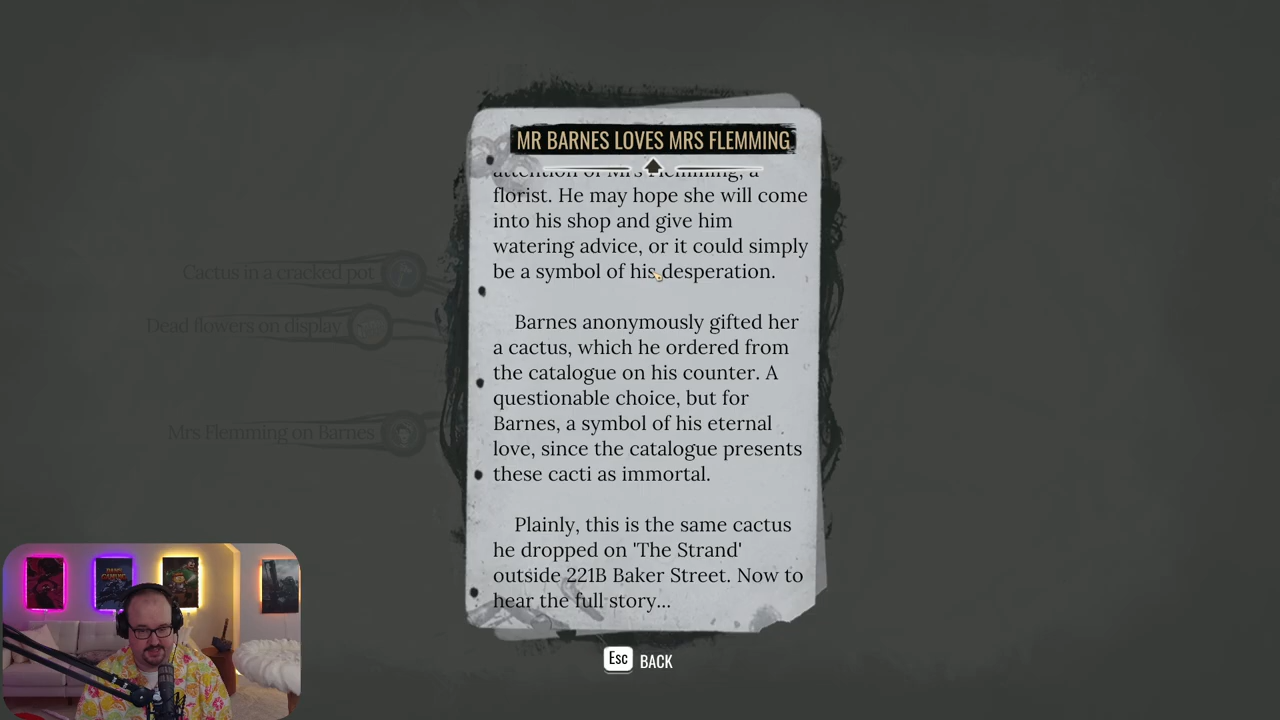 MR BARNES LOVES MRS FLEMMING
attention of Mrs Flemming, a
florist. He may hope she will come
into his shop and give him
watering advice, or it could simply
be a symbol of his desperation.
Barnes anonymously gifted her
a cactus, which he ordered from
the catalogue on his counter. A
questionable choice, but for
Barnes, a symbol of his eternal
love, since the catalogue presents
these cacti as immortal.
Plainly, this is the same cactus
he dropped on 'The Strand'
outside 221B Baker Street. Now to
hear the full story...
Cactus in a cracked pot
Dead flowers on display
Mrs Flemming on Barnes
Esc BACK